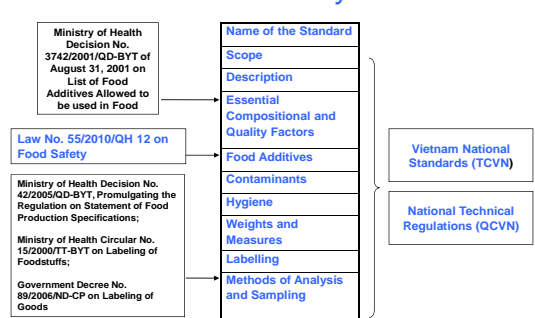 Ministry of Health
Decision No.
3742/2001/QD-BYT of
August 31, 2001 on
List of Food
Additives Allowed to
be used in Food
Law No. 55/2010/QH 12 on
Food Safety
Ministry of Health Decision No.
42/2005/QD-BYT, Promulgating the
Regulation on Statement of Food
Production Specifications;
Ministry of Health Circular No.
15/2000/TT-BYT on Labeling of
Foodstuffs;
Government Decree No.
89/2006/ND-CP on Labeling of
Goods
Name of the Standard
Scope
Description
Essential
Compositional and
Quality Factors
Food Additives
Contaminants
Hygiene
Weights and
Measures
Labelling
Methods of Analysis
and Sampling
Vietnam National
Standards (TCVN)
National Technical
Regulations (QCVN)